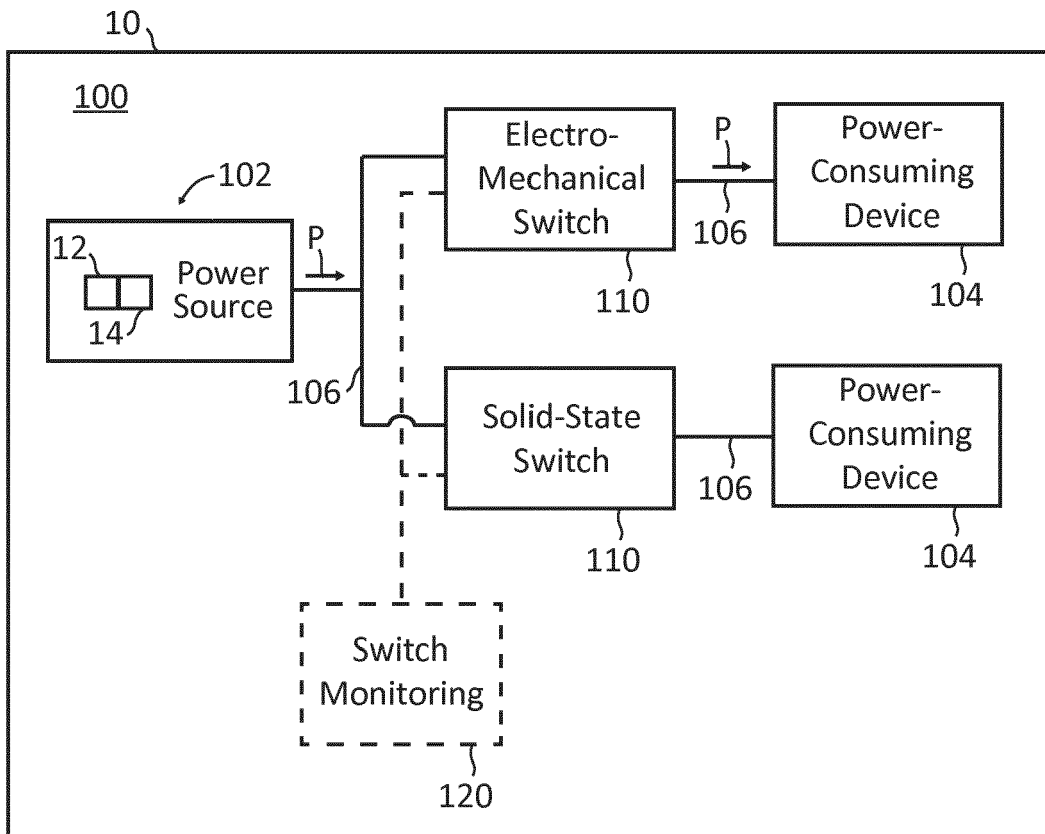 10
100
102
12
14
Power
Source
P
106
Electro-
Mechanical
Switch
110
P
106
Power-
Consuming
Device
104
Solid-State
Switch
110
106
Power-
Consuming
Device
104
Switch
Monitoring
120